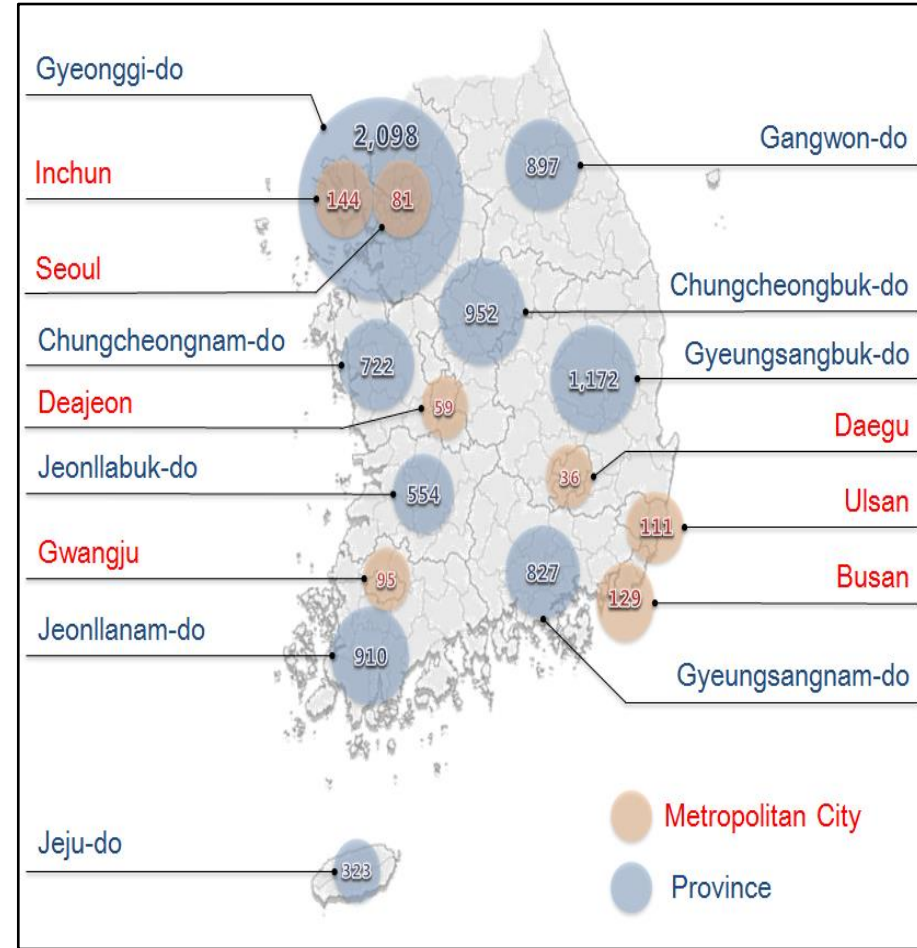 Gyeonggi-do
2,098
Gangwon-do
897
Inchun
144
81
Seoul
Chungcheongbuk-do
952
Chungcheongnam-do
722
Gyeungsangbuk-do
1,172
Deajeon
59
Daegu
36
Jeonllabuk-do
554
Ulsan
111
Gwangju
95
827
Busan
129
Jeonllanam-do
910
Gyeungsangnam-do
Metropolitan City
Jeju-do
323
Province